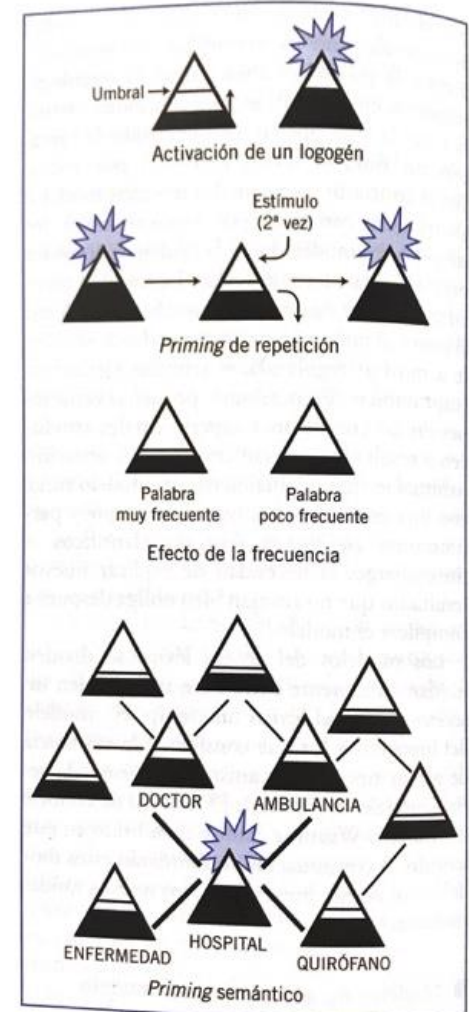 Umbral
Activación de un logogén
Estímulo
(2ª vez)
Priming de repetición
Palabra
muy frecuente
Palabra
poco frecuente
Efecto de la frecuencia
DOCTOR
AMBULANCIA
ENFERMEDAD
HOSPITAL
QUIRÓFANO
Priming semántico